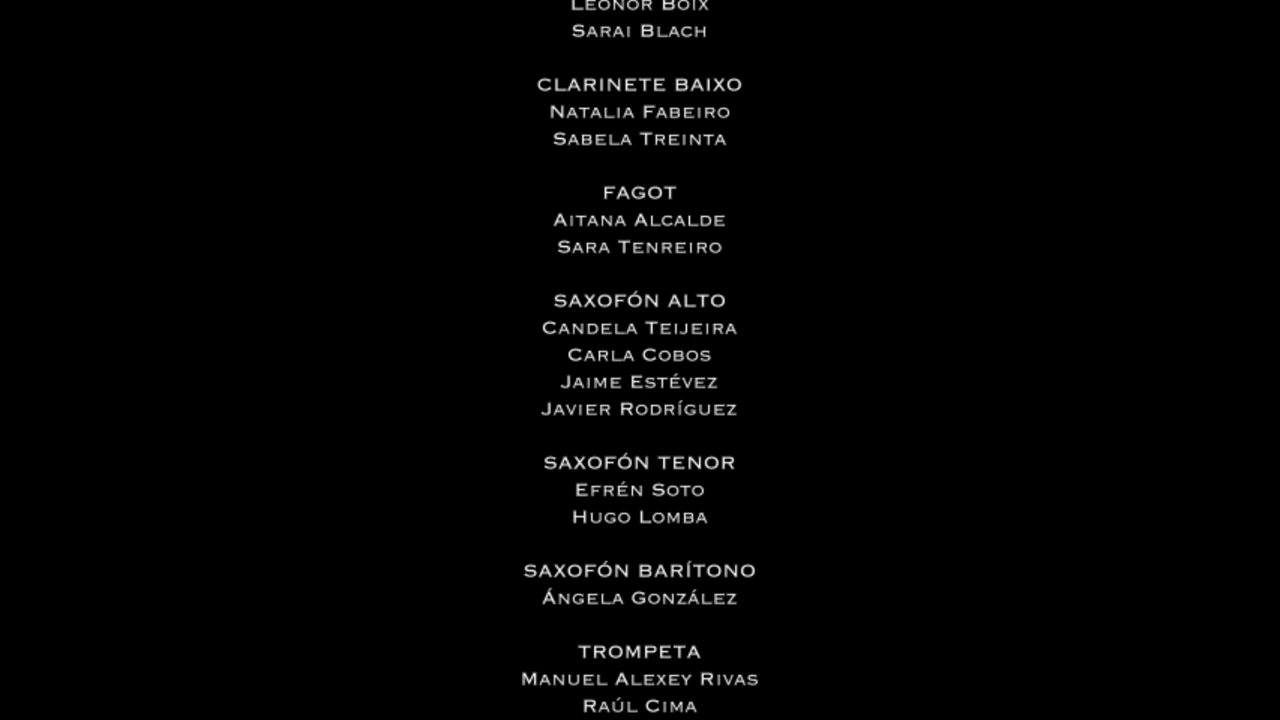 Leonor Boix
Sarai Blach
CLARINETE BAIXO
Natalia Fabeiro
Sabela Treinta
FAGOT
Aitana Alcalde
Sara Tenreiro
SAXOFÓN ALTO
Candela Teijeira
Carla Cobos
Jaime Estévez
Javier Rodríguez
SAXOFÓN TENOR
Efrén Soto
Hugo Lomba
SAXOFÓN BARÍTONO
Ángela González
TROMPETA
Manuel Alexey Rivas
Raúl Cima